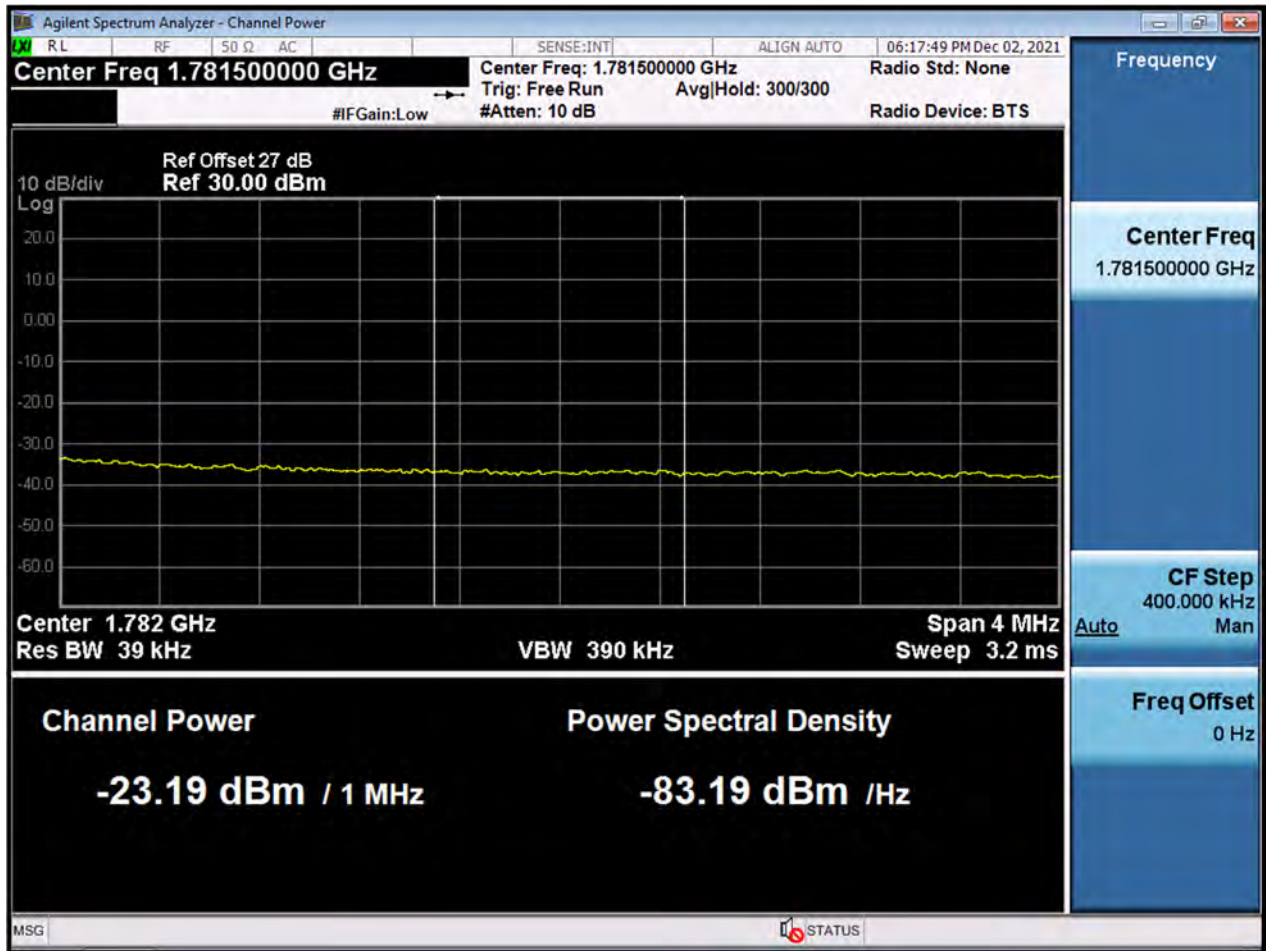 Agilent Spectrum Analyzer - Channel Power
LXI RL RF 50 Ω AC SENSE:INT ALIGN AUTO 06:17:49 PM Dec 02, 2021
Center Freq 1.781500000 GHz
Center Freq: 1.781500000 GHz
Radio Std: None
Trig: Free Run Avg|Hold: 300/300
#IFGain:Low
#Atten: 10 dB
Radio Device: BTS
Ref Offset 27 dB
10 dB/div Ref 30.00 dBm
Log
20.0
10.0
0.00
-10.0
-20.0
-30.0
-40.0
-50.0
-60.0
Center 1.782 GHz Span 4 MHz
Res BW 39 kHz VBW 390 kHz Sweep 3.2 ms
Channel Power Power Spectral Density
-23.19 dBm / 1 MHz -83.19 dBm /Hz
Frequency
Center Freq
1.781500000 GHz
CF Step
400.000 kHz
Auto Man
Freq Offset
0 Hz
MSG STATUS